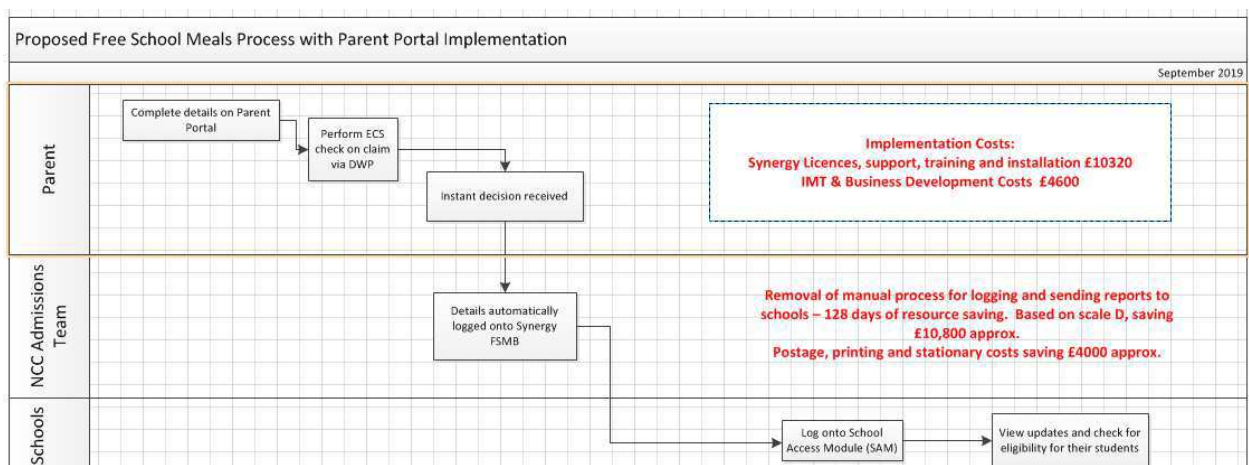 Proposed Free School Meals Process with Parent Portal Implementation
September 2019
Parent
Complete details on Parent
Portal
Perform ECS
check on claim
via DWP
Instant decision received
Implementation Costs:
Synergy Licences, support, training and installation £10320
IMT & Business Development Costs £4600
NCC Admissions
Team
Details automatically
logged onto Synergy
FSMB
Removal of manual process for logging and sending reports to
schools – 128 days of resource saving. Based on scale D, saving
£10,800 approx.
Postage, printing and stationary costs saving £4000 approx.
Schools
Log onto School
Access Module (SAM)
View updates and check for
eligibility for their students